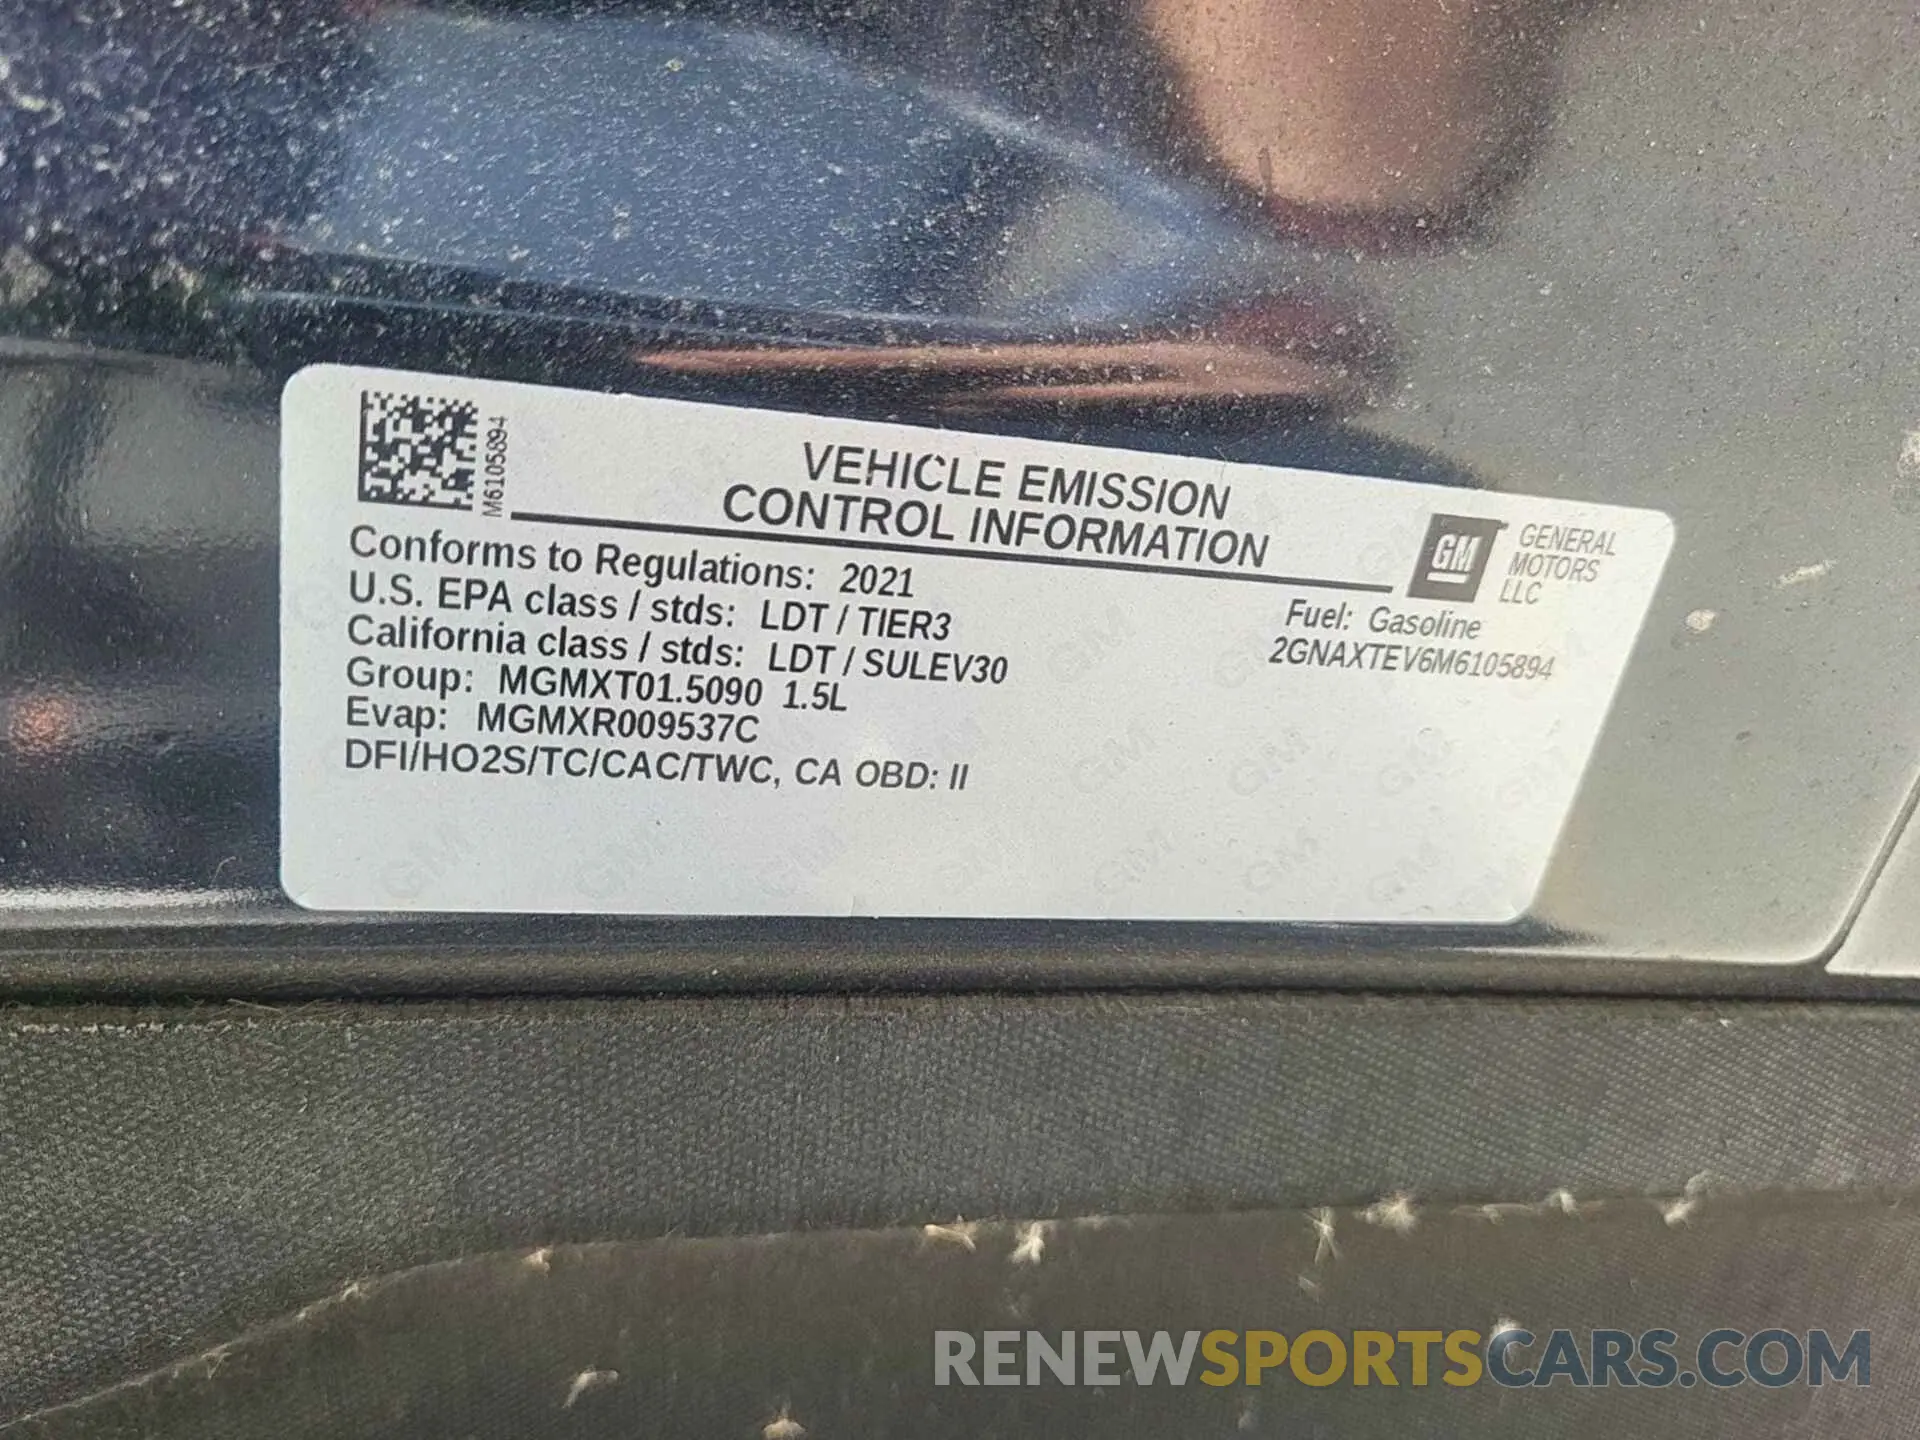 M6105894
VEHICLE EMISSION
CONTROL INFORMATION
GM
GENERAL
MOTORS
LLC
Conforms to Regulations: 2021
U.S. EPA class / stds: LDT / TIER3
California class / stds: LDT / SULEV30
Group: MGMXT01.5090 1.5L
Evap: MGMXR009537C
DFI/HO2S/TC/CAC/TWC, CA OBD: II
Fuel: Gasoline
2GNAXTEV6M6105894
RENEWSPORTSCARS.COM